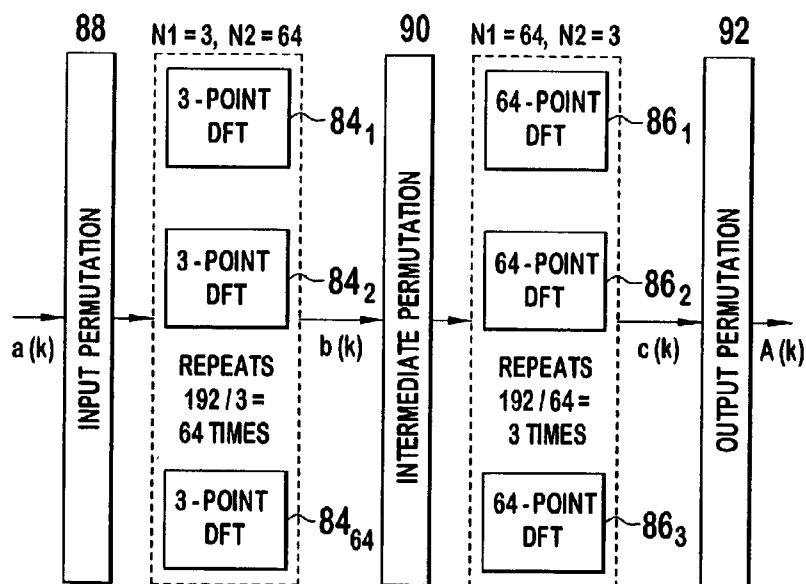 88
N1 = 3, N2 = 64
90
N1 = 64, N2 = 3
92
INPUT PERMUTATION
3 - POINT
DFT
84₁
3 - POINT
DFT
84₂
REPEATS
192 / 3 =
64 TIMES
3 - POINT
DFT
84₆₄
INTERMEDIATE PERMUTATION
64 - POINT
DFT
86₁
64 - POINT
DFT
86₂
REPEATS
192 / 64 =
3 TIMES
64 - POINT
DFT
86₃
OUTPUT PERMUTATION
a (k)
b (k)
c (k)
A (k)